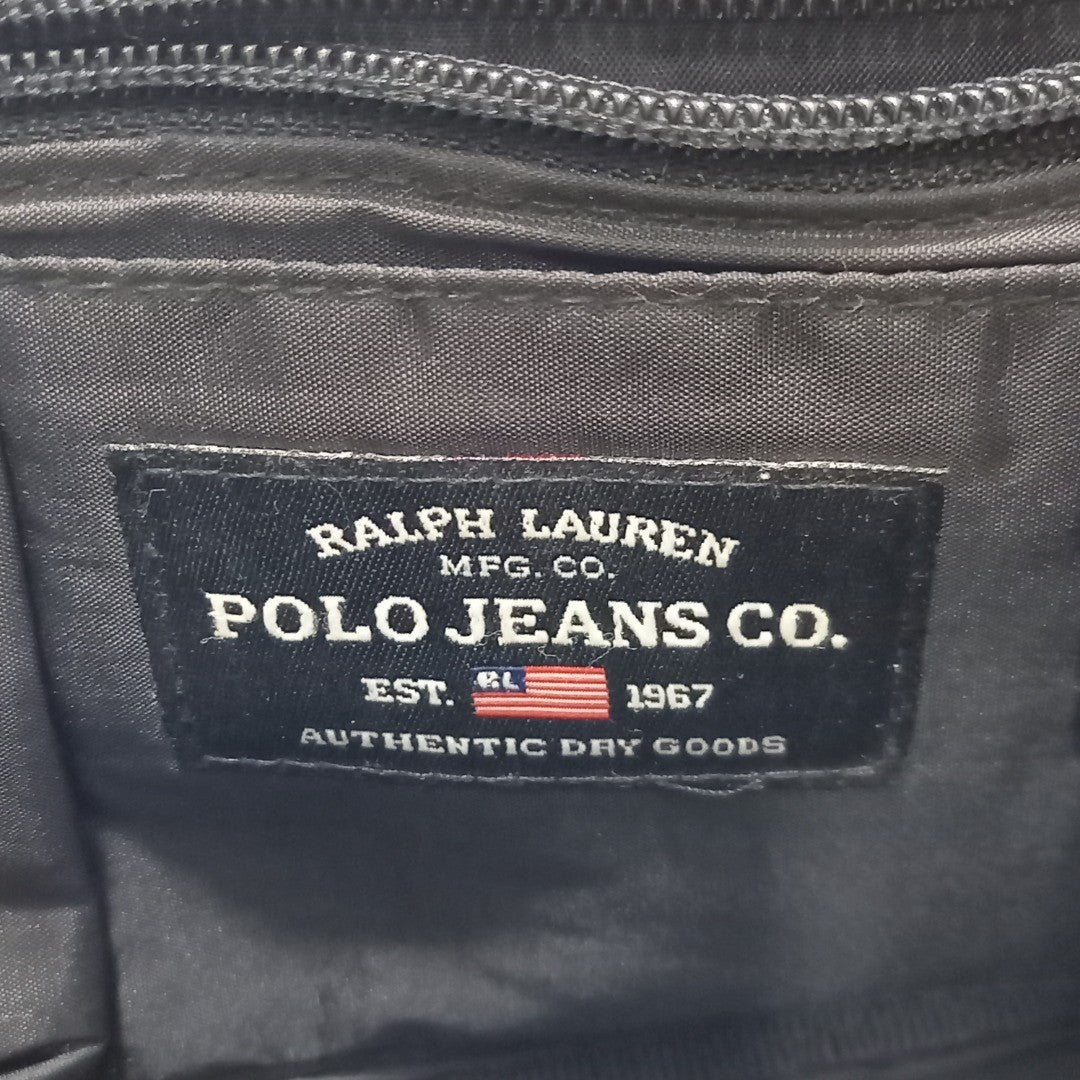 RALPH LAUREN
MFG. CO.
POLO JEANS CO.
EST. RL 1967
AUTHENTIC DRY GOODS